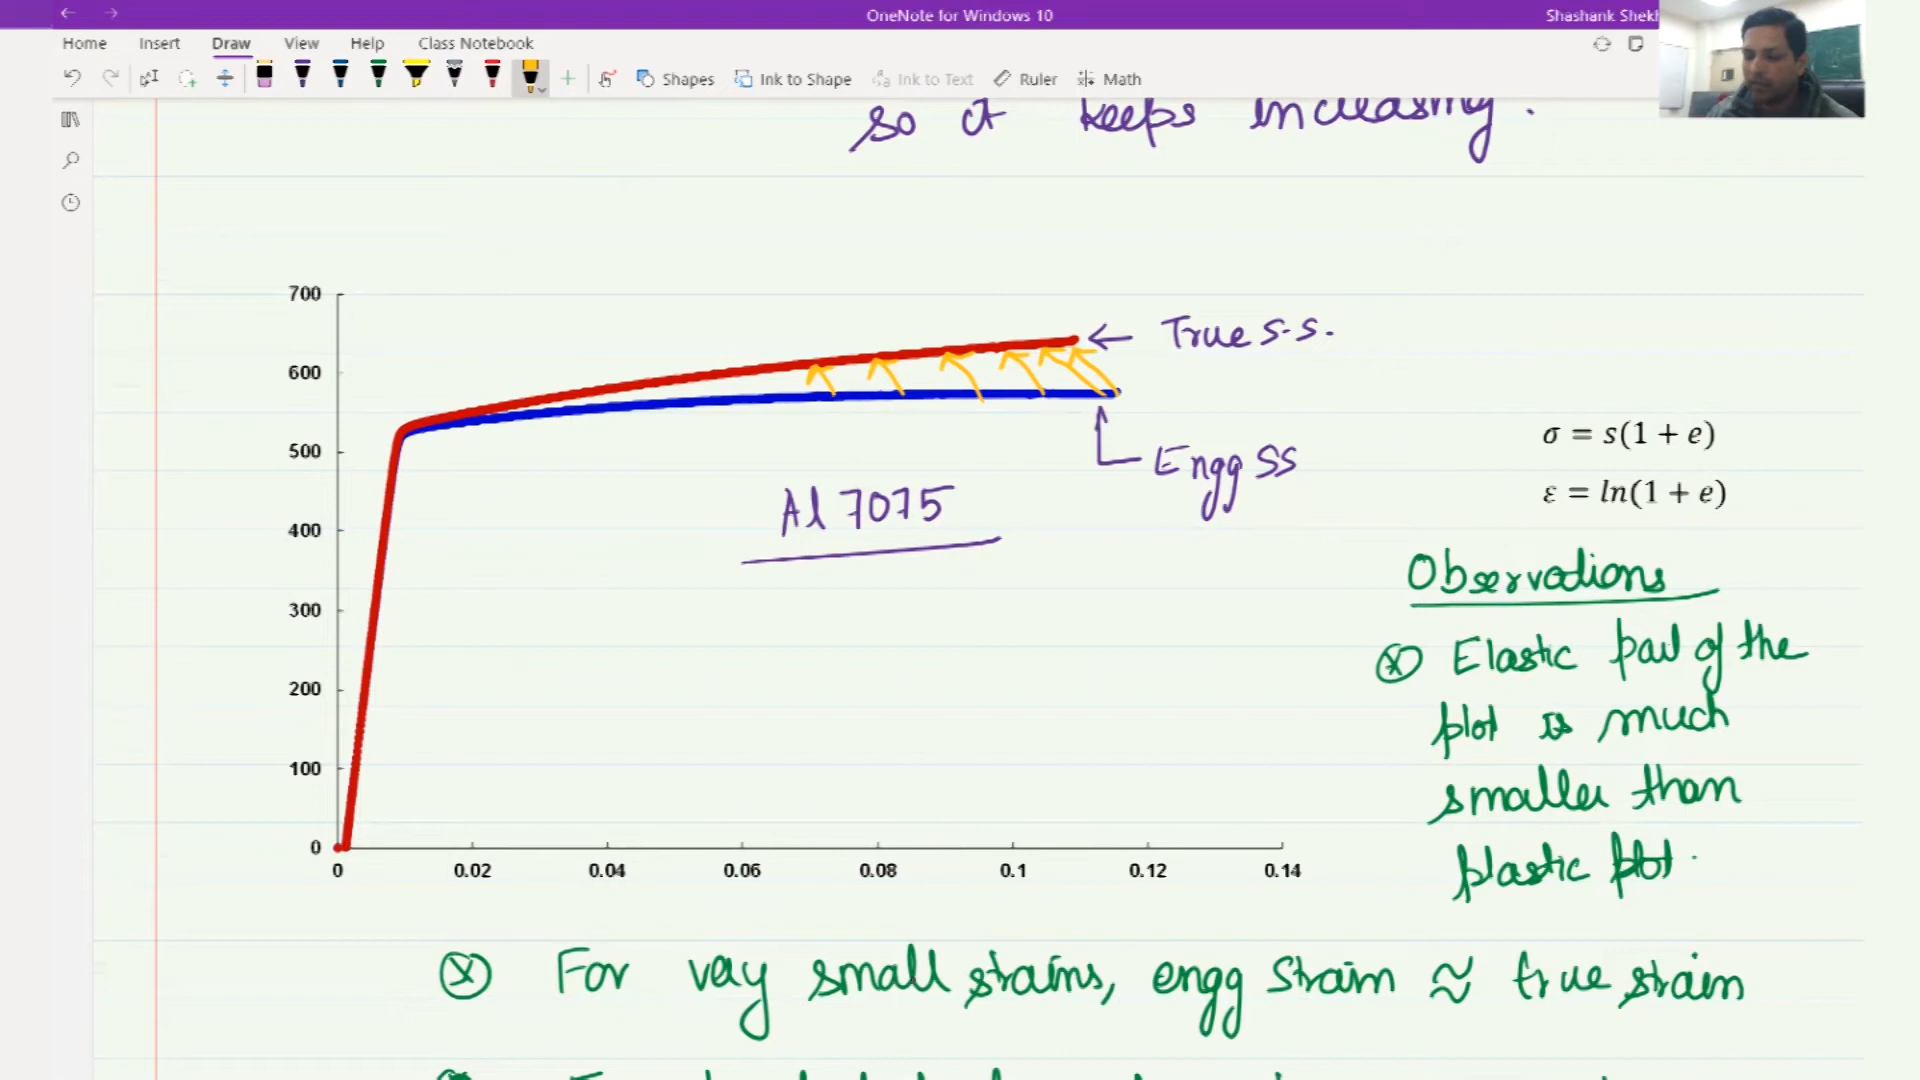 OneNote for Windows 10
Shashank Shekh
Home Insert Draw View Help Class Notebook
Shapes Ink to Shape Ink to Text Ruler Math
so it keeps increasing.
700
600
500
400
300
200
100
0
0 0.02 0.04 0.06 0.08 0.1 0.12 0.14
← True s-s.
Engg SS
Al 7075
σ = s(1 + e)
ε = ln(1 + e)
Observations
Elastic part of the
plot is much
smaller than
plastic plot.
For very small strains, engg strain ≈ true strain